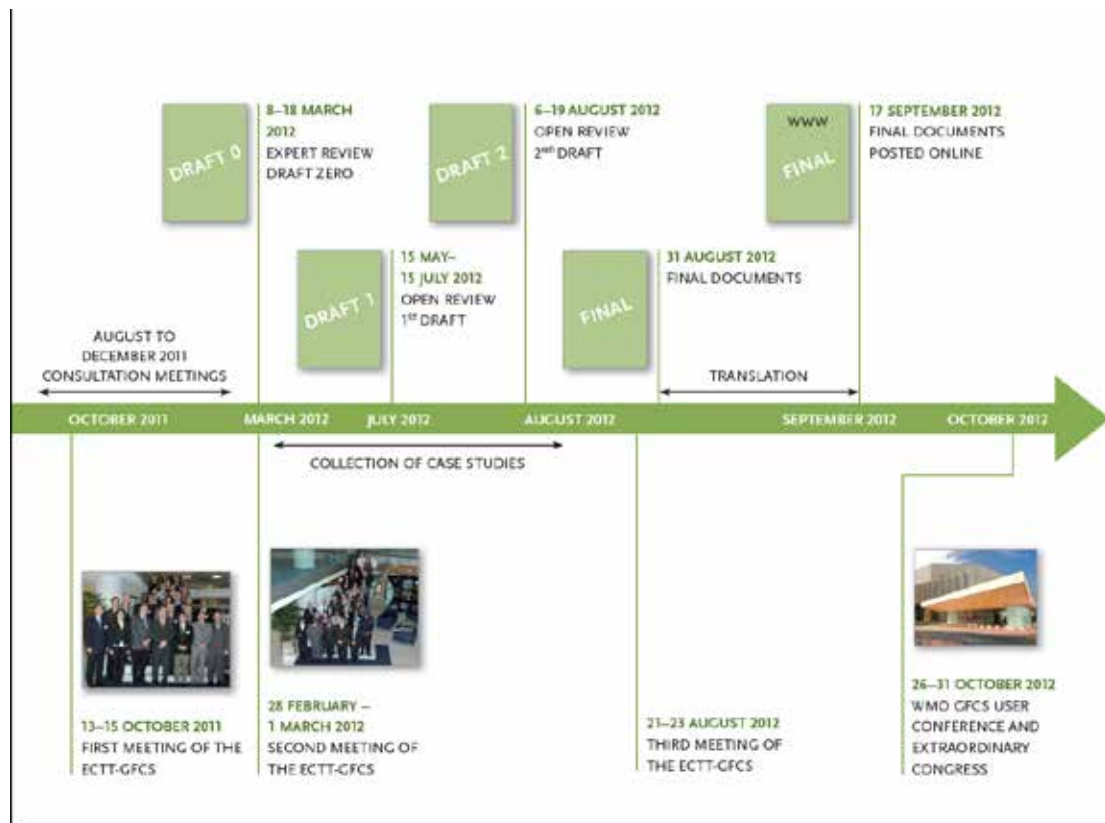 DRAFT 0
8–18 MARCH
2012
EXPERT REVIEW
DRAFT ZERO
DRAFT 2
6–19 AUGUST 2012
OPEN REVIEW
2ND DRAFT
WWW
FINAL
17 SEPTEMBER 2012
FINAL DOCUMENTS
POSTED ONLINE
DRAFT 1
15 MAY–
15 JULY 2012
OPEN REVIEW
1ST DRAFT
FINAL
31 AUGUST 2012
FINAL DOCUMENTS
AUGUST TO
DECEMBER 2011
CONSULTATION MEETINGS
TRANSLATION
OCTOBER 2011
MARCH 2012
JULY 2012
AUGUST 2012
SEPTEMBER 2012
OCTOBER 2012
COLLECTION OF CASE STUDIES
13–15 OCTOBER 2011
FIRST MEETING OF THE
ECTT-GFCS
28 FEBRUARY –
1 MARCH 2012
SECOND MEETING OF
THE ECTT-GFCS
21–23 AUGUST 2012
THIRD MEETING OF
THE ECTT-GFCS
26–31 OCTOBER 2012
WMO GFCS USER
CONFERENCE AND
EXTRAORDINARY
CONGRESS